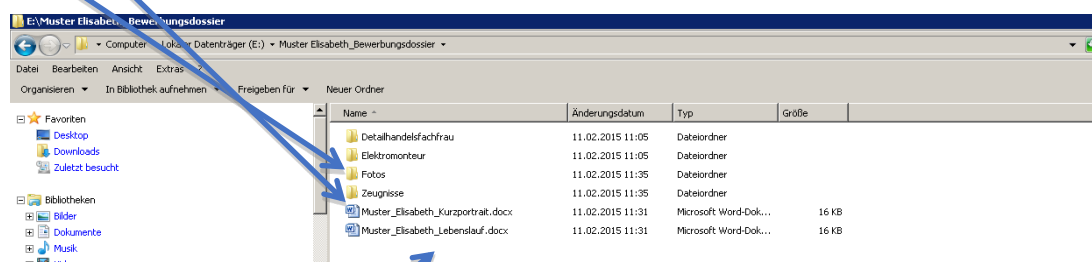 E:\Muster Elisabeth_Bewerbungsdossier
Computer Lokaler Datenträger (E:) Muster Elisabeth_Bewerbungsdossier
Datei Bearbeiten Ansicht Extras ?
Organisieren In Bibliothek aufnehmen Freigeben für Neuer Ordner
Name Änderungsdatum Typ Größe
Favoriten
Desktop
Downloads
Zuletzt besucht
Bibliotheken
Bilder
Dokumente
Musik
Detailhandelsfachfrau 11.02.2015 11:05 Dateiordner
Elektromonteur 11.02.2015 11:05 Dateiordner
Fotos 11.02.2015 11:35 Dateiordner
Zeugnisse 11.02.2015 11:35 Dateiordner
Muster_Elisabeth_Kurzportrait.docx 11.02.2015 11:31 Microsoft Word-Dok... 16 KB
Muster_Elisabeth_Lebenslauf.docx 11.02.2015 11:31 Microsoft Word-Dok... 16 KB